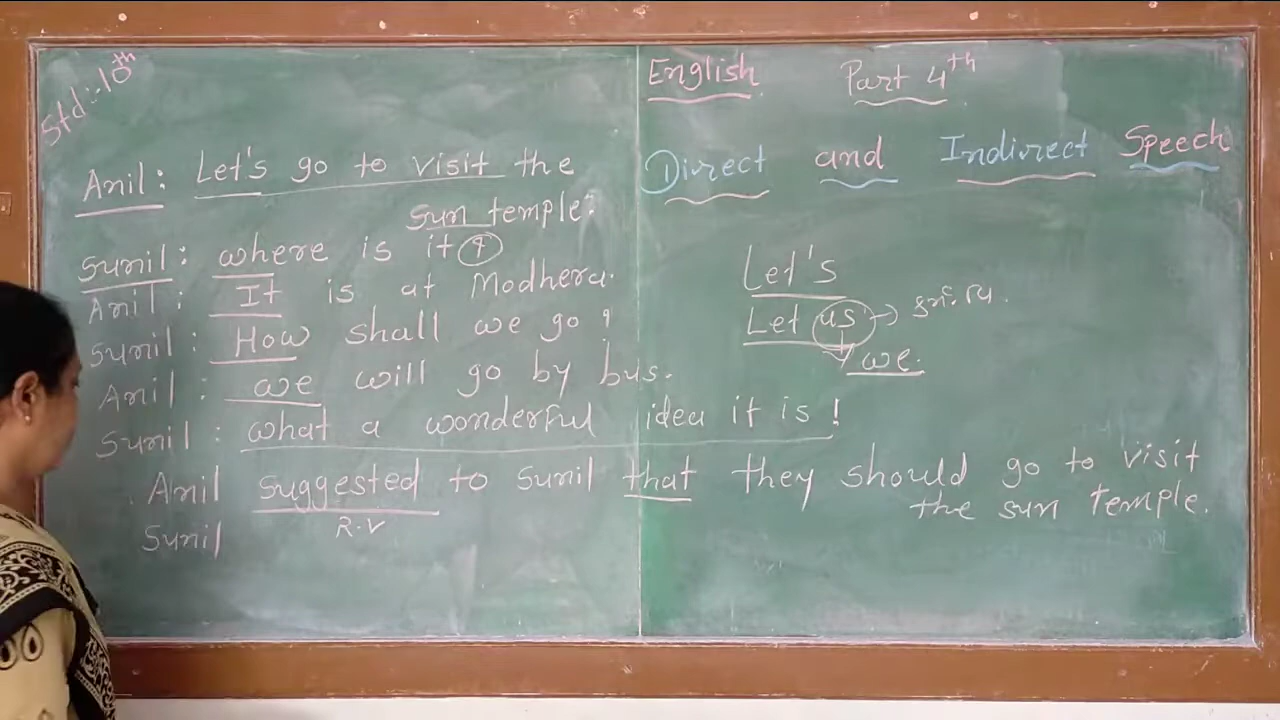 Std:-10th
English Part 4th
Direct and Indirect Speech
Anil: Let's go to visit the
sun temple.
Sunil: where is it ?
Anil: It is at Modhera.
Sunil: How shall we go ?
Anil: we will go by bus.
Sunil: what a wonderful idea it is !
Let's
Let us →
we.
Anil suggested to Sunil that they should go to visit
the sun temple.
R.V
Sunil